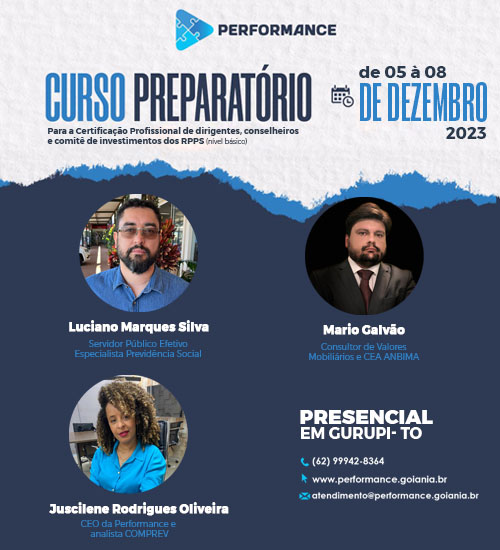 PERFORMANCE
CURSO PREPARATÓRIO
Para a Certificação Profissional de dirigentes, conselheiros
e comitê de investimentos dos RPPS (nível básico)
de 05 à 08
DE DEZEMBRO
2023
Luciano Marques Silva
Servidor Público Efetivo
Especialista Previdência Social
Mario Galvão
Consultor de Valores
Mobiliários e CEA ANBIMA
Juscilene Rodrigues Oliveira
CEO da Performance e
analista COMPREV
PRESENCIAL
EM GURUPI- TO
(62) 99942-8364
www.performance.goiania.br
atendimento@performance.goiania.br